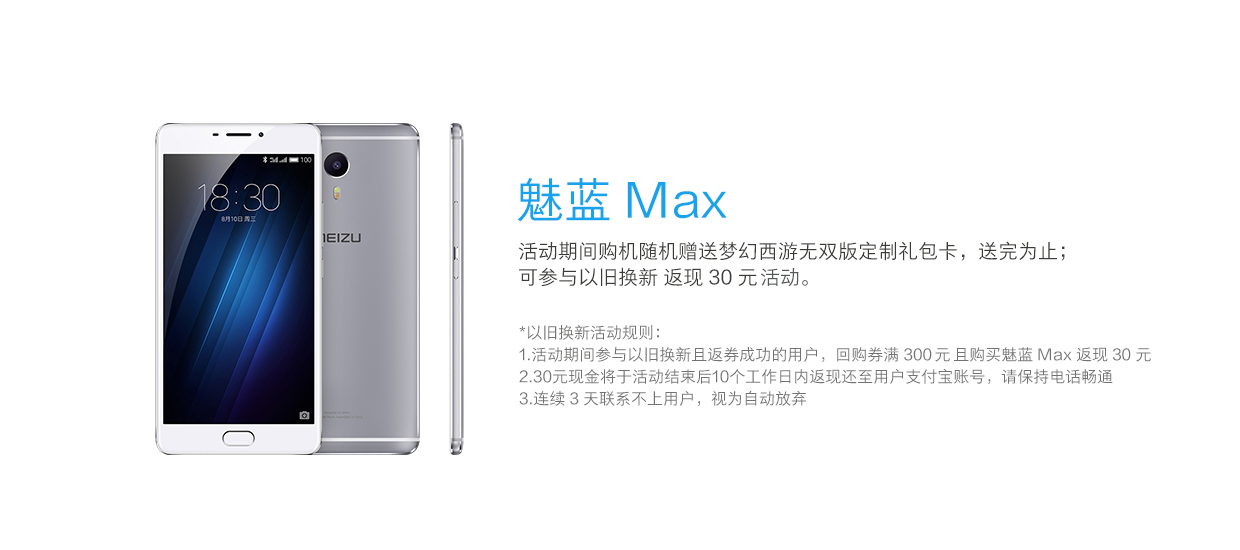 100
18:30
8月10日 周三
MEIZU
魅蓝 Max
活动期间购机随机赠送梦幻西游无双版定制礼包卡，送完为止；
可参与以旧换新 返现 30 元活动。
*以旧换新活动规则：
1.活动期间参与以旧换新且返券成功的用户，回购券满 300 元 且购买魅蓝 Max 返现 30 元
2.30元现金将于活动结束后10个工作日内返现还至用户支付宝账号，请保持电话畅通
3.连续 3 天联系不上用户，视为自动放弃